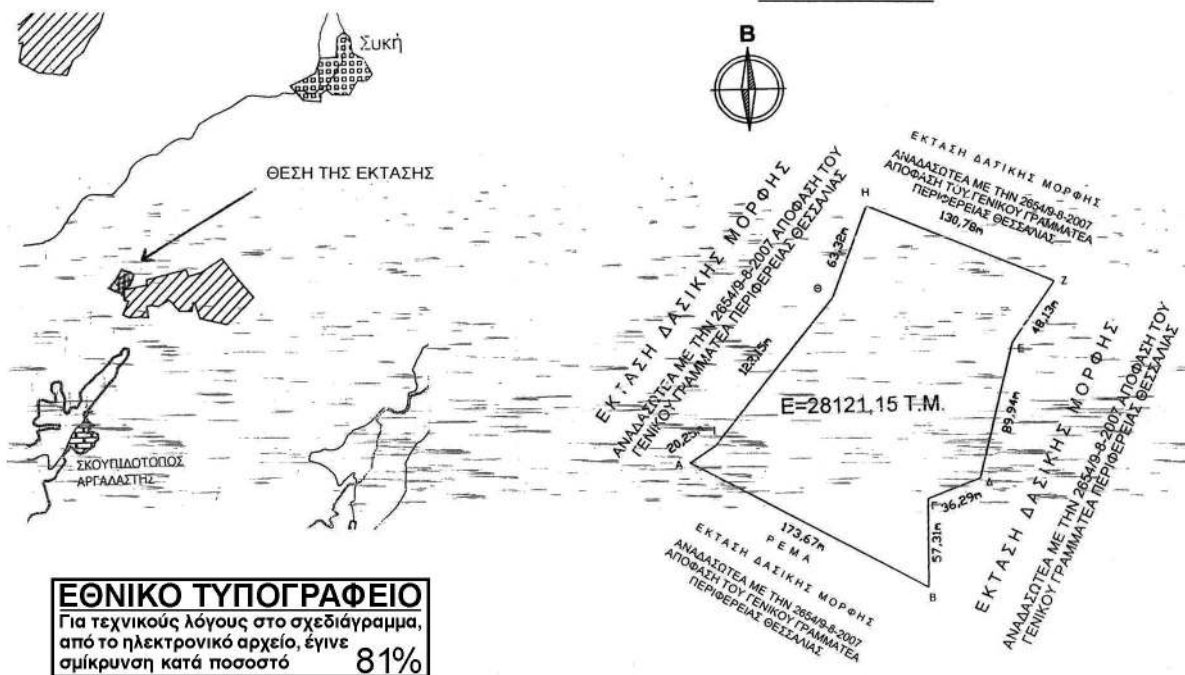 Συκή
ΘΕΣΗ ΤΗΣ ΕΚΤΑΣΗΣ
ΣΚΟΥΠΙΔΟΤΟΠΟΣ
ΑΡΓΑΛΑΣΤΗΣ
ΕΘΝΙΚΟ ΤΥΠΟΓΡΑΦΕΙΟ
Για τεχνικούς λόγους στο σχεδιάγραμμα,
από το ηλεκτρονικό αρχείο, έγινε
σμίκρυνση κατά ποσοστό 81%
Β
ΕΚΤΑΣΗ ΔΑΣΙΚΗΣ ΜΟΡΦΗΣ
ΑΝΑΔΑΣΩΤΕΑ ΜΕ ΤΗΝ 2654/9-8-2007
ΑΠΟΦΑΣΗ ΤΟΥ ΓΕΝΙΚΟΥ ΓΡΑΜΜΑΤΕΑ
ΠΕΡΙΦΕΡΕΙΑΣ ΘΕΣΣΑΛΙΑΣ
130,78m
ΕΚΤΑΣΗ ΔΑΣΙΚΗΣ ΜΟΡΦΗΣ
ΑΝΑΔΑΣΩΤΕΑ ΜΕ ΤΗΝ 2654/9-8-2007 ΑΠΟΦΑΣΗ ΤΟΥ
ΓΕΝΙΚΟΥ ΓΡΑΜΜΑΤΕΑ ΠΕΡΙΦΕΡΕΙΑΣ ΘΕΣΣΑΛΙΑΣ
Η
63,32m
Θ
Ζ
48,13m
Ε
89,94m
Ε=28121,15 Τ.Μ.
Ι
Α
Δ
36,29m
Γ
57,31m
Β
173,67m
ΡΕΜΑ
ΕΚΤΑΣΗ ΔΑΣΙΚΗΣ ΜΟΡΦΗΣ
ΑΝΑΔΑΣΩΤΕΑ ΜΕ ΤΗΝ 2654/9-8-2007
ΑΠΟΦΑΣΗ ΤΟΥ ΓΕΝΙΚΟΥ ΓΡΑΜΜΑΤΕΑ
ΠΕΡΙΦΕΡΕΙΑΣ ΘΕΣΣΑΛΙΑΣ
ΕΚΤΑΣΗ ΔΑΣΙΚΗΣ ΜΟΡΦΗΣ
ΑΝΑΔΑΣΩΤΕΑ ΜΕ ΤΗΝ 2654/9-8-2007 ΑΠΟΦΑΣΗ ΤΟΥ
ΓΕΝΙΚΟΥ ΓΡΑΜΜΑΤΕΑ ΠΕΡΙΦΕΡΕΙΑΣ ΘΕΣΣΑΛΙΑΣ